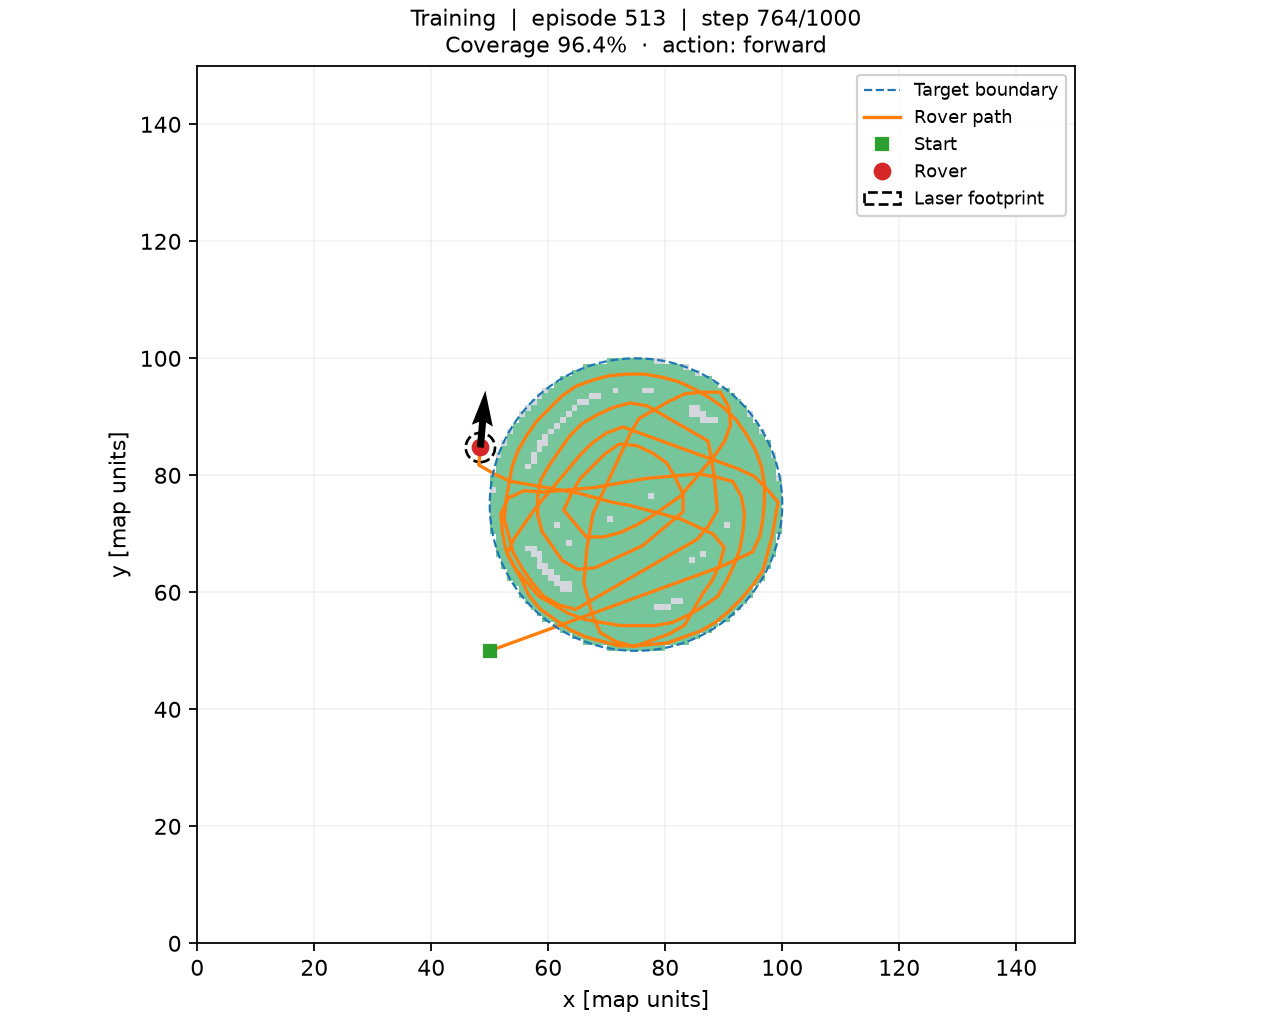 Training | episode 513 | step 764/1000
Coverage 96.4% · action: forward
Target boundary
Rover path
Start
Rover
Laser footprint
140
120
100
80
60
40
20
0
y [map units]
0 20 40 60 80 100 120 140
x [map units]